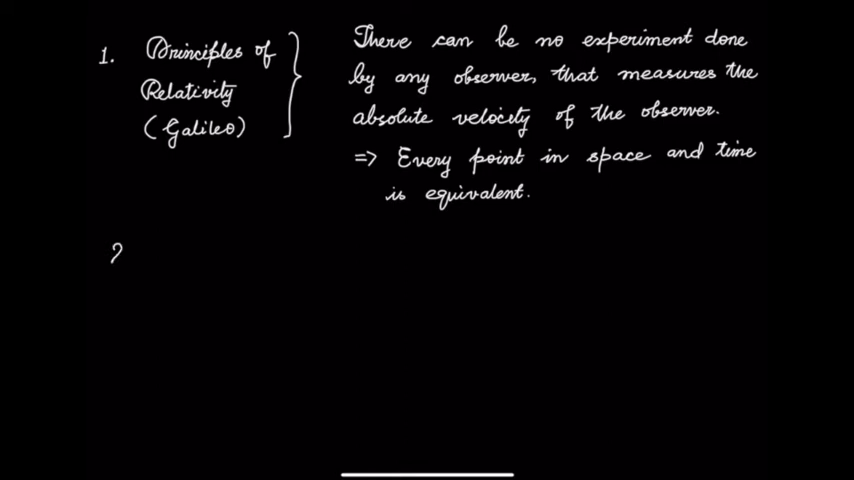 1. Principles of
Relativity
(Galileo)
There can be no experiment done
by any observer, that measures the
absolute velocity of the observer.
=> Every point in space and time
is equivalent.
2